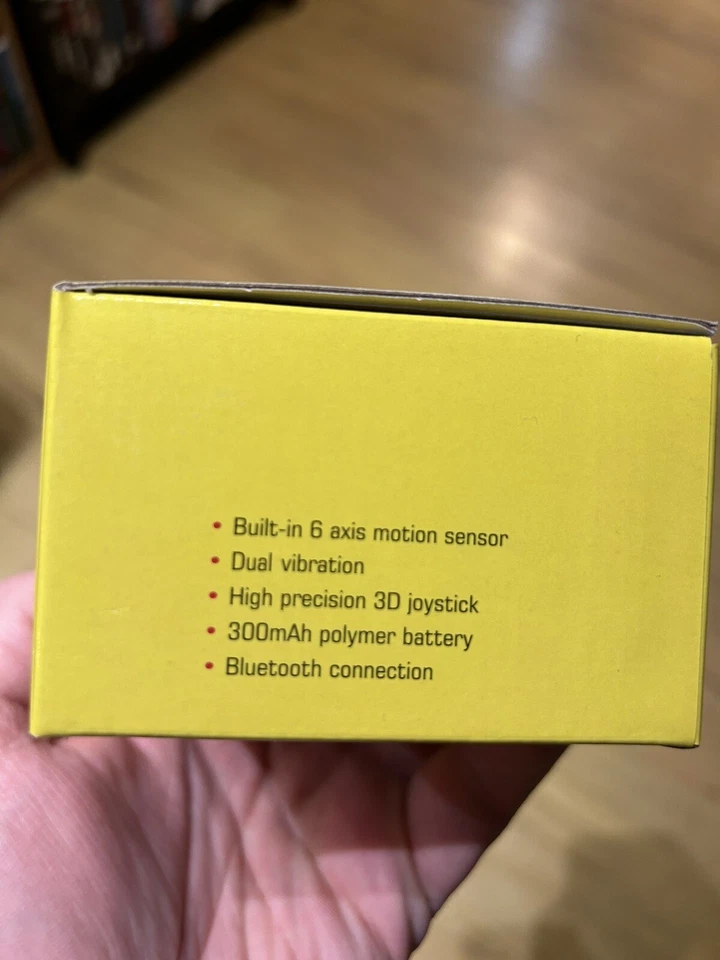 • Built-in 6 axis motion sensor
• Dual vibration
• High precision 3D joystick
• 300mAh polymer battery
• Bluetooth connection